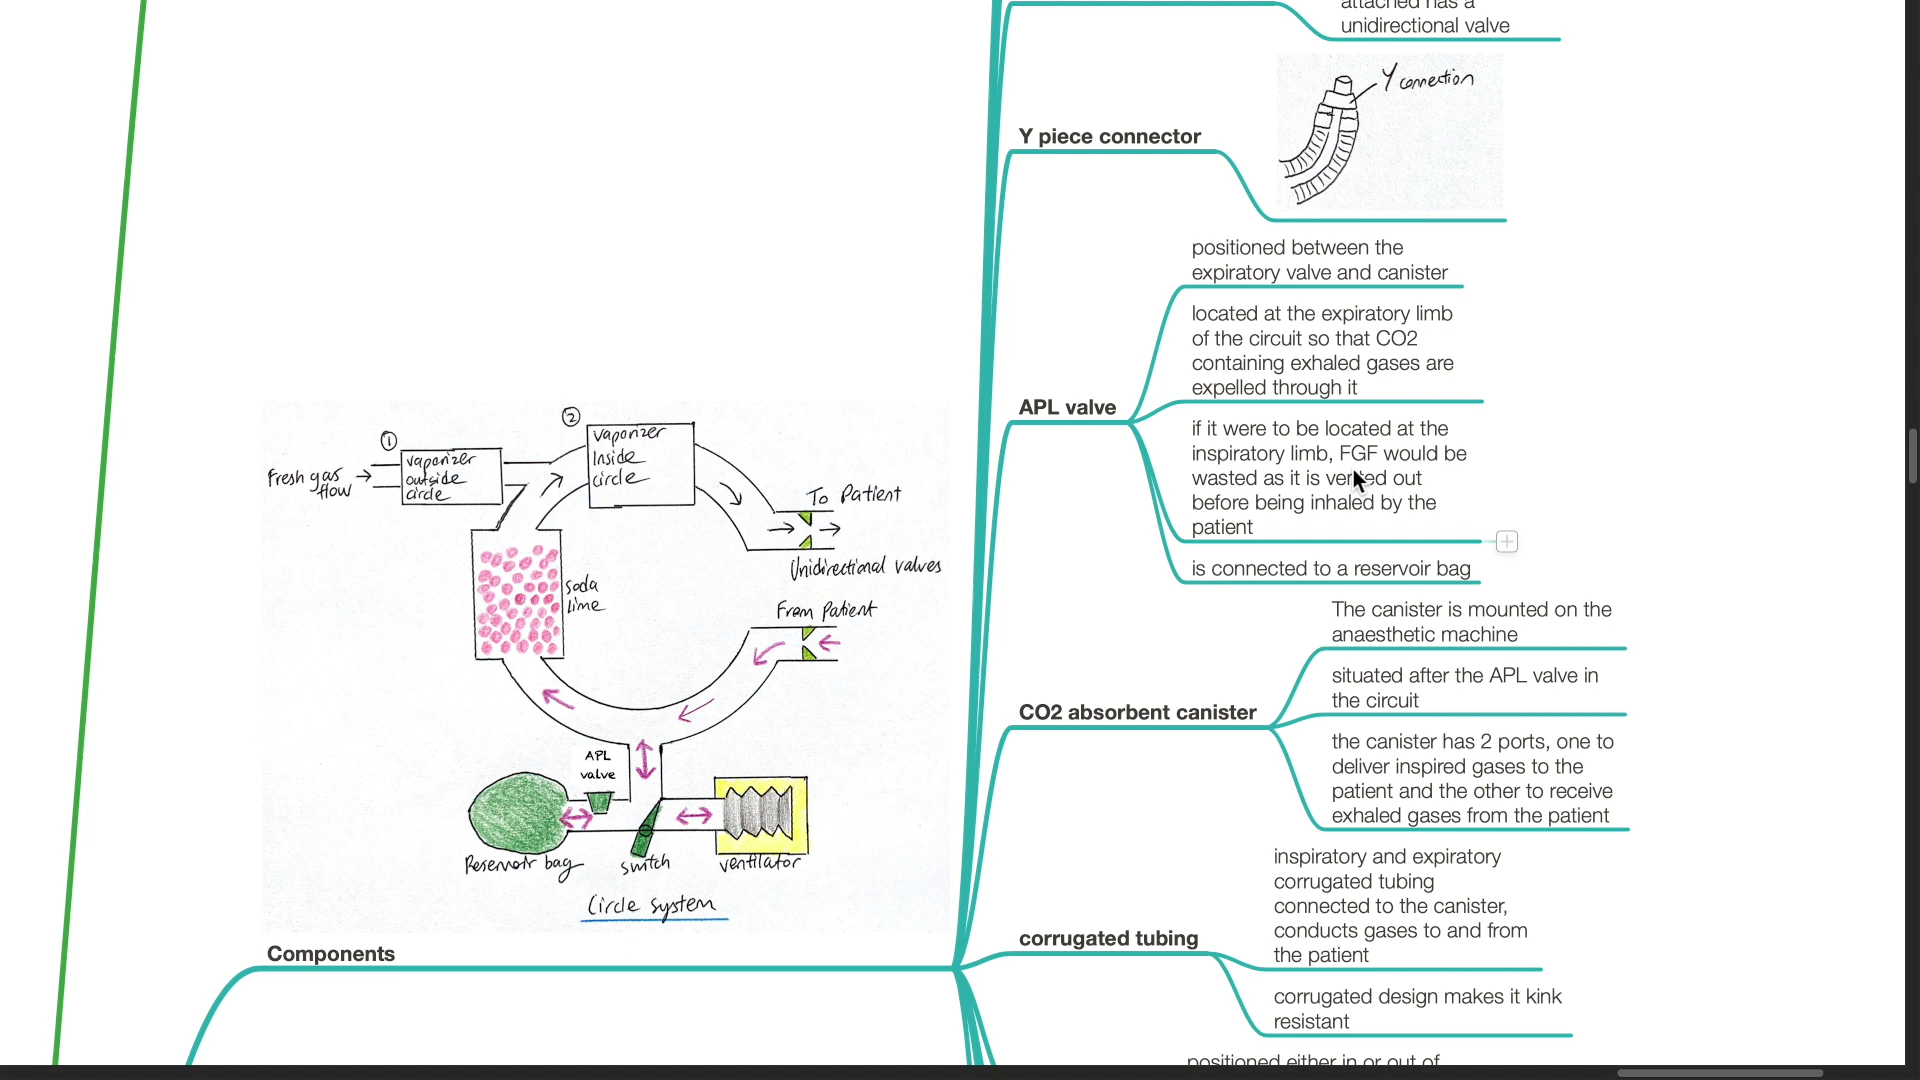 attached has a
unidirectional valve
Y connection
Y piece connector
positioned between the
expiratory valve and canister
located at the expiratory limb
of the circuit so that CO2
containing exhaled gases are
expelled through it
APL valve
if it were to be located at the
inspiratory limb, FGF would be
wasted as it is vented out
before being inhaled by the
patient
is connected to a reservoir bag
The canister is mounted on the
anaesthetic machine
situated after the APL valve in
the circuit
CO2 absorbent canister
the canister has 2 ports, one to
deliver inspired gases to the
patient and the other to receive
exhaled gases from the patient
inspiratory and expiratory
corrugated tubing
connected to the canister,
conducts gases to and from
the patient
corrugated tubing
corrugated design makes it kink
resistant
positioned either in or out of
1
Fresh gas
flow
vaporizer
outside
circle
2
vaporizer
Inside
circle
To Patient
Unidirectional valves
soda
lime
From Patient
APL
valve
Reservoir bag
switch
ventilator
Circle system
Components